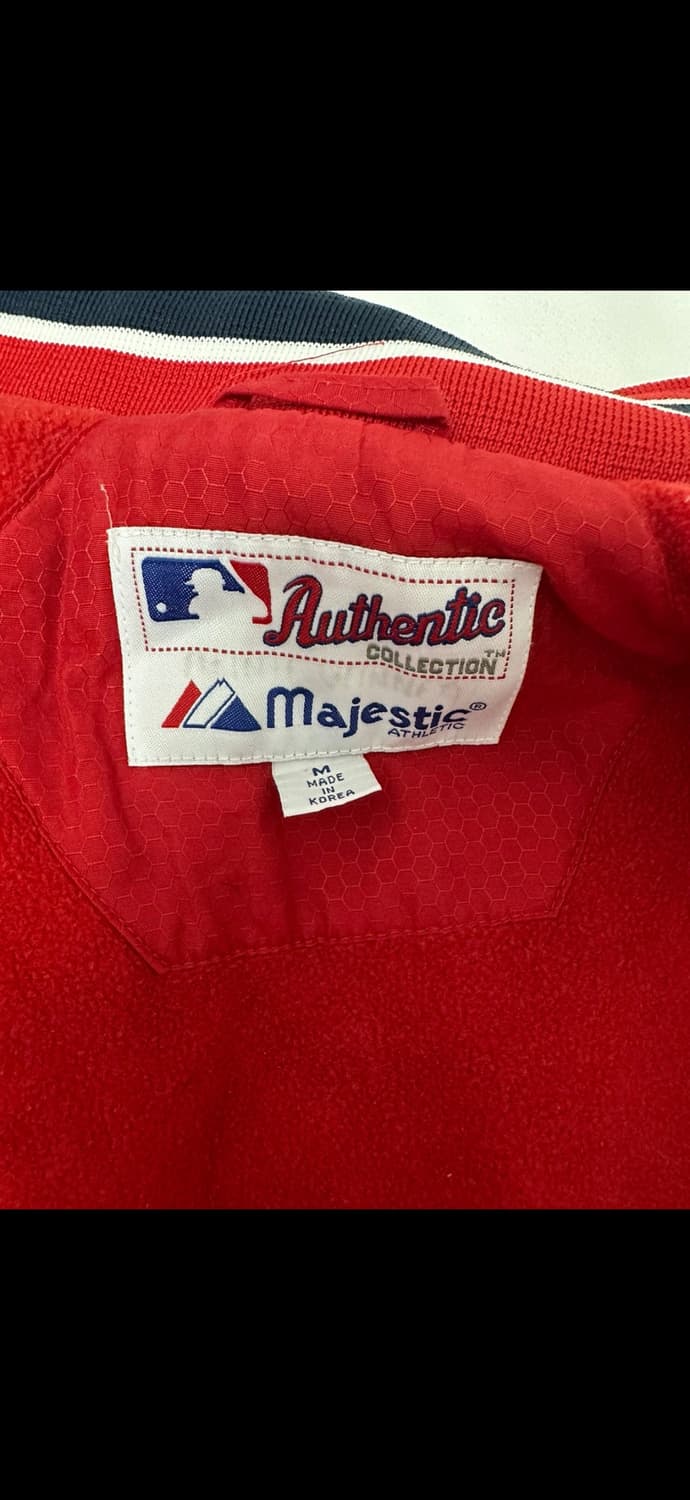 Authentic
COLLECTION™
Majestic®
ATHLETIC
M
MADE
IN
KOREA